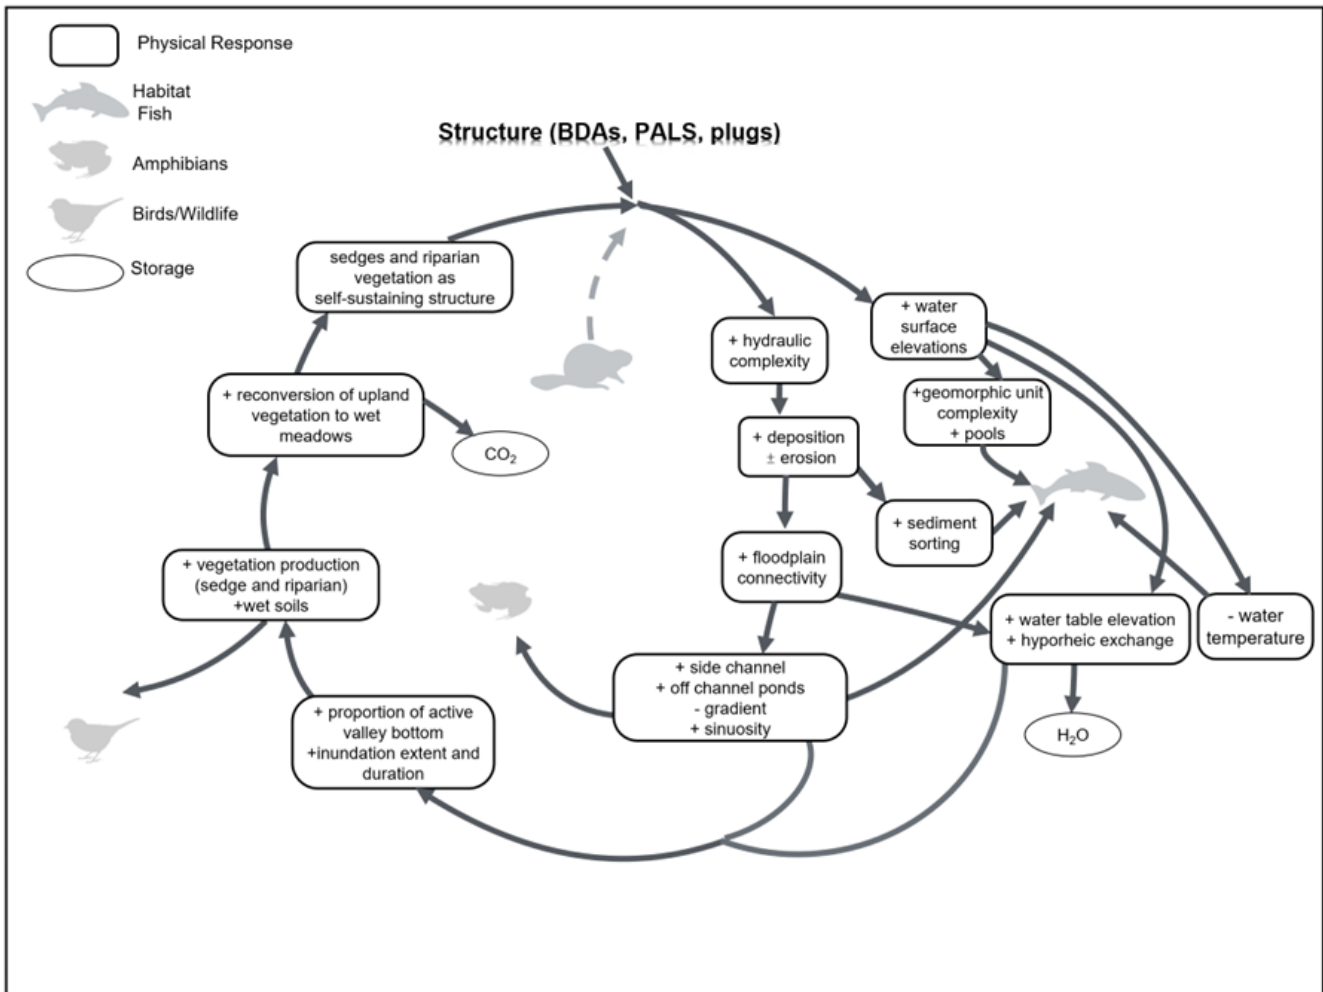 Physical Response
Habitat
Fish
Amphibians
Birds/Wildlife
Storage
Structure (BDAs, PALS, plugs)
sedges and riparian
vegetation as
self-sustaining structure
+ water
surface
elevations
+ hydraulic
complexity
+ reconversion of upland
vegetation to wet
meadows
+geomorphic unit
complexity
+ pools
CO₂
+ deposition
± erosion
+ sediment
sorting
+ floodplain
connectivity
+ vegetation production
(sedge and riparian)
+wet soils
+ water table elevation
+ hyporheic exchange
- water
temperature
+ side channel
+ off channel ponds
- gradient
+ sinuosity
+ proportion of active
valley bottom
+inundation extent and
duration
H₂O